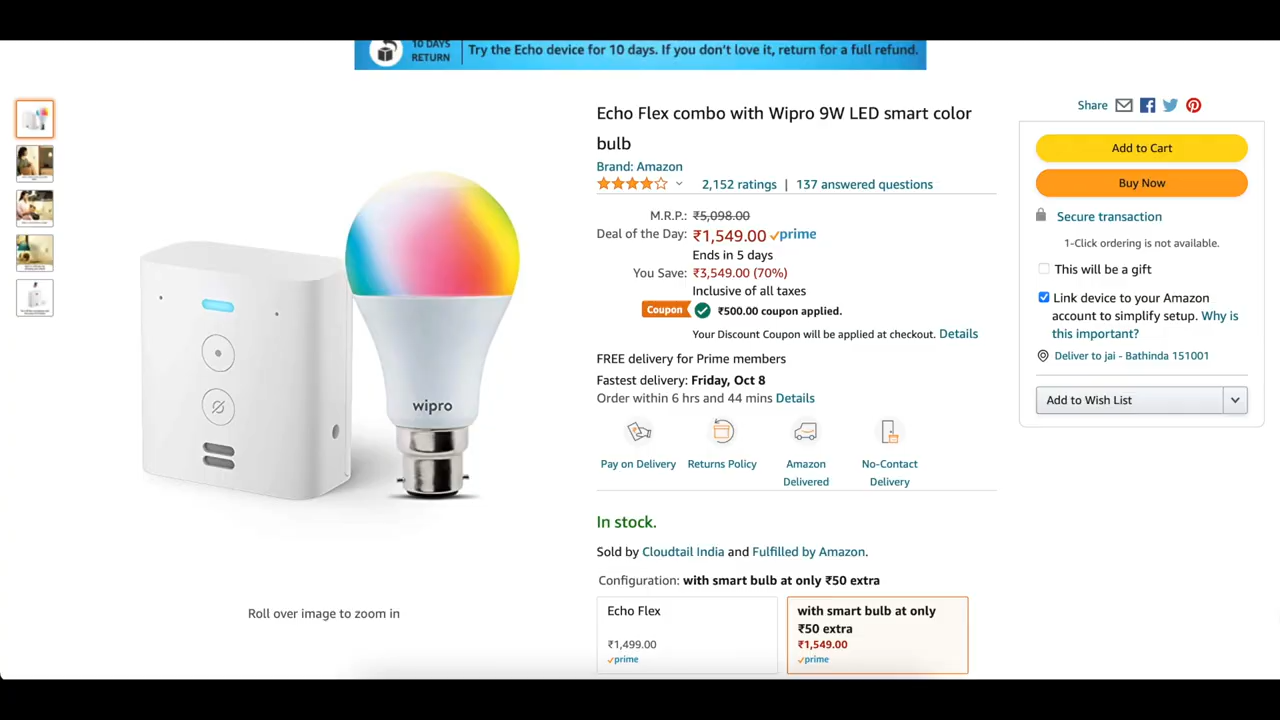 10 DAYS
RETURN
Try the Echo device for 10 days. If you don't love it, return for a full refund.
Echo Flex combo with Wipro 9W LED smart color
bulb
Brand: Amazon
2,152 ratings | 137 answered questions
M.R.P.: ₹5,098.00
Deal of the Day: ₹1,549.00 prime
Ends in 5 days
You Save: ₹3,549.00 (70%)
Inclusive of all taxes
Coupon ₹500.00 coupon applied.
Your Discount Coupon will be applied at checkout. Details
FREE delivery for Prime members
Fastest delivery: Friday, Oct 8
Order within 6 hrs and 44 mins Details
Pay on Delivery
Returns Policy
Amazon
Delivered
No-Contact
Delivery
In stock.
Sold by Cloudtail India and Fulfilled by Amazon.
Configuration: with smart bulb at only ₹50 extra
Echo Flex
₹1,499.00
prime
with smart bulb at only
₹50 extra
₹1,549.00
prime
wipro
Roll over image to zoom in
Share
Add to Cart
Buy Now
Secure transaction
1-Click ordering is not available.
This will be a gift
Link device to your Amazon
account to simplify setup. Why is
this important?
Deliver to jai - Bathinda 151001
Add to Wish List